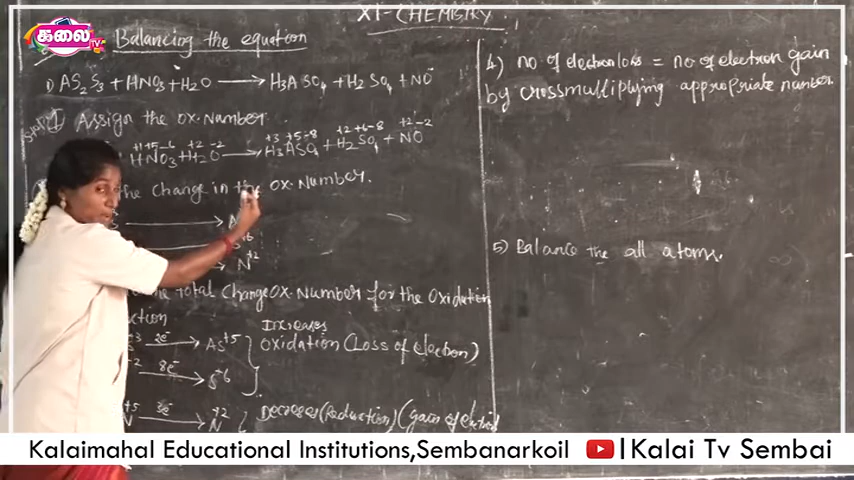 கலை TV
XI-CHEMISTRY
Balancing the equation
1) AS₂S₃ + HNO₃ + H₂O ⟶ H₃ASO₄ + H₂SO₄ + NO
1) Assign the OX.Number
+1+5-6 +2 -2 +3 +5-8 +2+6-8 +2-2
HNO₃ + H₂O ⟶ H₃ASO₄ + H₂SO₄ + NO
the change in the OX.Number.
⟶ A
+6
⟶ N⁺²
the total change OX.Number for the Oxidation
Increases
2e⁻ ⟶ AS⁺⁵ } Oxidation (Loss of electron)
-2 8e⁻ ⟶ S⁺⁶
+5
N 3e⁻ ⟶ N⁺² { Decreases (Reduction) (gain of
4) no of electron loss = no of electron gain
by crossmultiplying appropriate number.
5) Balance the all atoms.
Kalaimahal Educational Institutions,Sembanarkoil | Kalai Tv Sembai